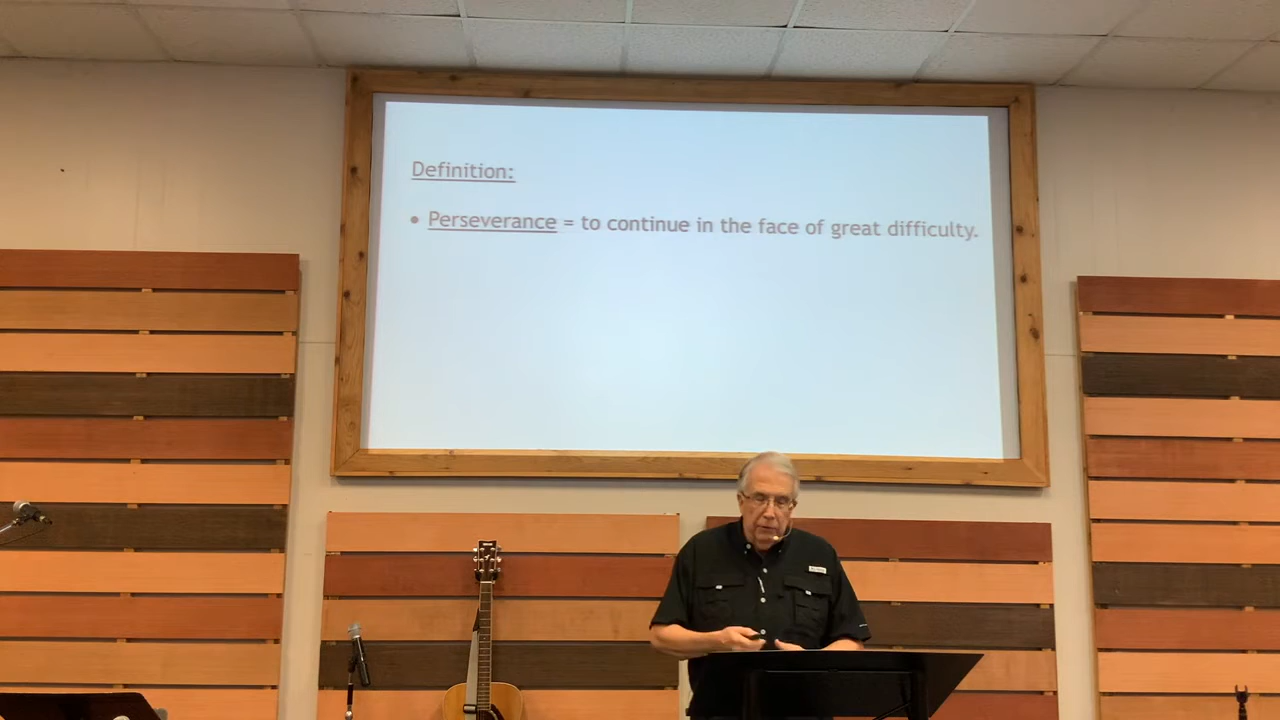 Definition:
• Perseverance = to continue in the face of great difficulty.